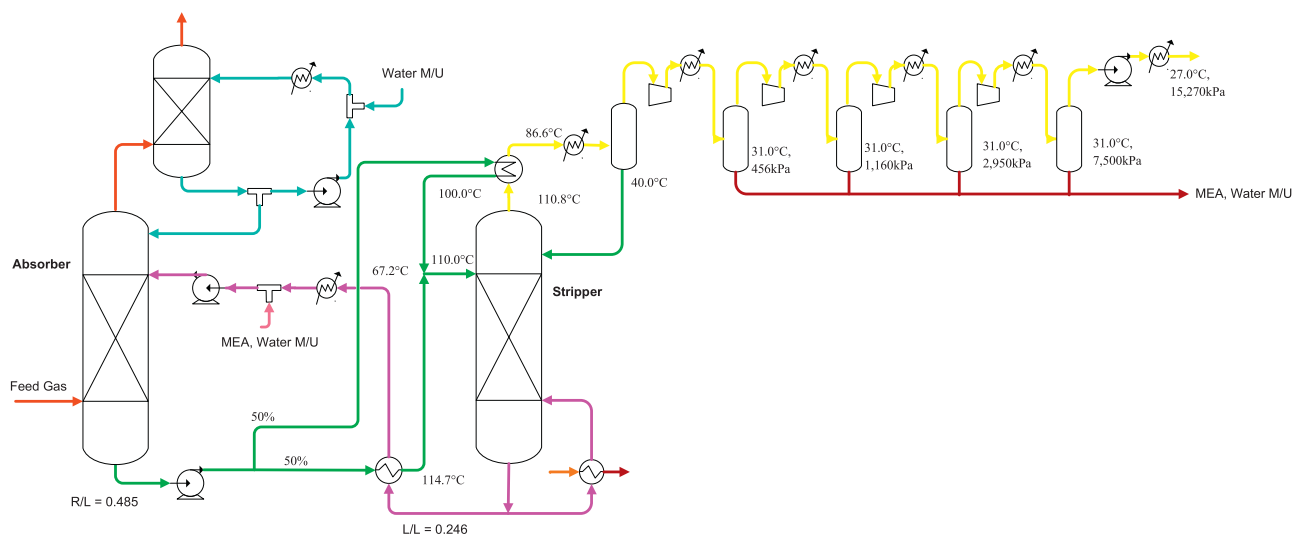 Water M/U
27.0°C,
15,270kPa
86.6°C
31.0°C,
456kPa
31.0°C,
1,160kPa
31.0°C,
2,950kPa
31.0°C,
7,500kPa
40.0°C
100.0°C
110.8°C
MEA, Water M/U
Absorber
67.2°C
110.0°C
Stripper
MEA, Water M/U
Feed Gas
50%
50%
114.7°C
R/L = 0.485
L/L = 0.246